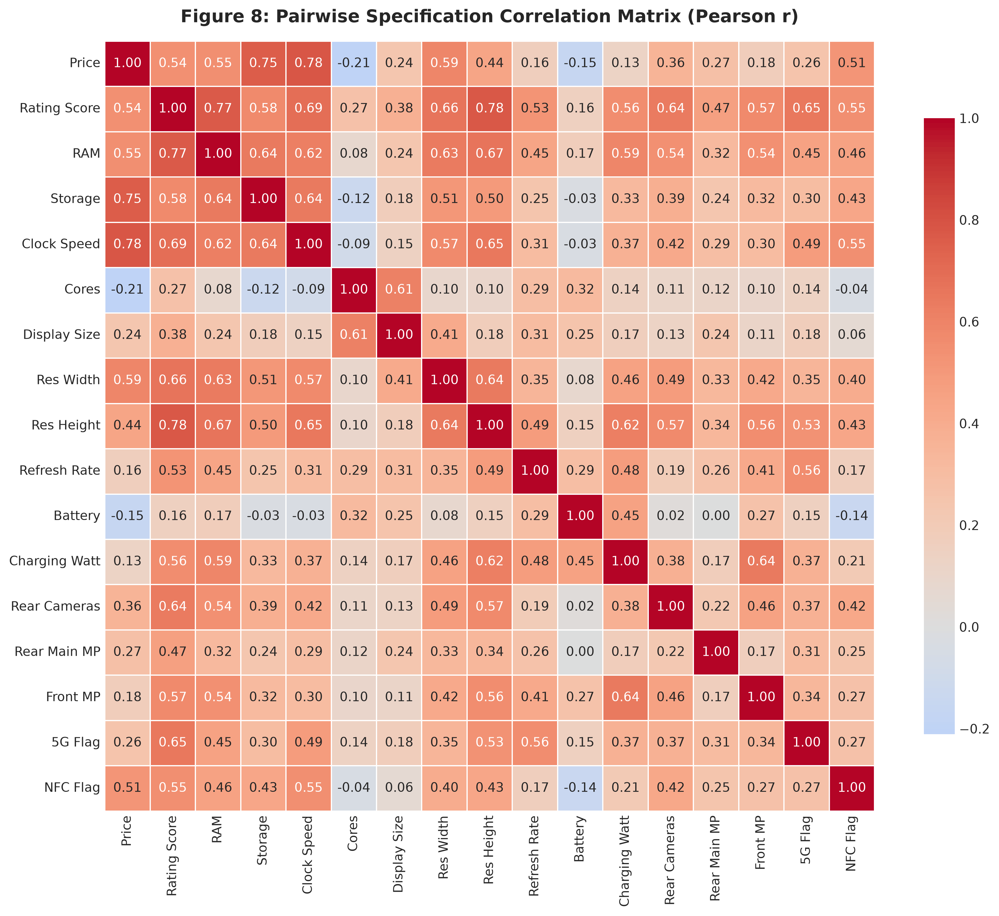 Figure 8: Pairwise Specification Correlation Matrix (Pearson r)
Price 1.00 0.54 0.55 0.75 0.78 -0.21 0.24 0.59 0.44 0.16 -0.15 0.13 0.36 0.27 0.18 0.26 0.51
Rating Score 0.54 1.00 0.77 0.58 0.69 0.27 0.38 0.66 0.78 0.53 0.16 0.56 0.64 0.47 0.57 0.65 0.55
RAM 0.55 0.77 1.00 0.64 0.62 0.08 0.24 0.63 0.67 0.45 0.17 0.59 0.54 0.32 0.54 0.45 0.46
Storage 0.75 0.58 0.64 1.00 0.64 -0.12 0.18 0.51 0.50 0.25 -0.03 0.33 0.39 0.24 0.32 0.30 0.43
Clock Speed 0.78 0.69 0.62 0.64 1.00 -0.09 0.15 0.57 0.65 0.31 -0.03 0.37 0.42 0.29 0.30 0.49 0.55
Cores -0.21 0.27 0.08 -0.12 -0.09 1.00 0.61 0.10 0.10 0.29 0.32 0.14 0.11 0.12 0.10 0.14 -0.04
Display Size 0.24 0.38 0.24 0.18 0.15 0.61 1.00 0.41 0.18 0.31 0.25 0.17 0.13 0.24 0.11 0.18 0.06
Res Width 0.59 0.66 0.63 0.51 0.57 0.10 0.41 1.00 0.64 0.35 0.08 0.46 0.49 0.33 0.42 0.35 0.40
Res Height 0.44 0.78 0.67 0.50 0.65 0.10 0.18 0.64 1.00 0.49 0.15 0.62 0.57 0.34 0.56 0.53 0.43
Refresh Rate 0.16 0.53 0.45 0.25 0.31 0.29 0.31 0.35 0.49 1.00 0.29 0.48 0.19 0.26 0.41 0.56 0.17
Battery -0.15 0.16 0.17 -0.03 -0.03 0.32 0.25 0.08 0.15 0.29 1.00 0.45 0.02 0.00 0.27 0.15 -0.14
Charging Watt 0.13 0.56 0.59 0.33 0.37 0.14 0.17 0.46 0.62 0.48 0.45 1.00 0.38 0.17 0.64 0.37 0.21
Rear Cameras 0.36 0.64 0.54 0.39 0.42 0.11 0.13 0.49 0.57 0.19 0.02 0.38 1.00 0.22 0.46 0.37 0.42
Rear Main MP 0.27 0.47 0.32 0.24 0.29 0.12 0.24 0.33 0.34 0.26 0.00 0.17 0.22 1.00 0.17 0.31 0.25
Front MP 0.18 0.57 0.54 0.32 0.30 0.10 0.11 0.42 0.56 0.41 0.27 0.64 0.46 0.17 1.00 0.34 0.27
5G Flag 0.26 0.65 0.45 0.30 0.49 0.14 0.18 0.35 0.53 0.56 0.15 0.37 0.37 0.31 0.34 1.00 0.27
NFC Flag 0.51 0.55 0.46 0.43 0.55 -0.04 0.06 0.40 0.43 0.17 -0.14 0.21 0.42 0.25 0.27 0.27 1.00
Price
Rating Score
RAM
Storage
Clock Speed
Cores
Display Size
Res Width
Res Height
Refresh Rate
Battery
Charging Watt
Rear Cameras
Rear Main MP
Front MP
5G Flag
NFC Flag
1.0
0.8
0.6
0.4
0.2
0.0
−0.2